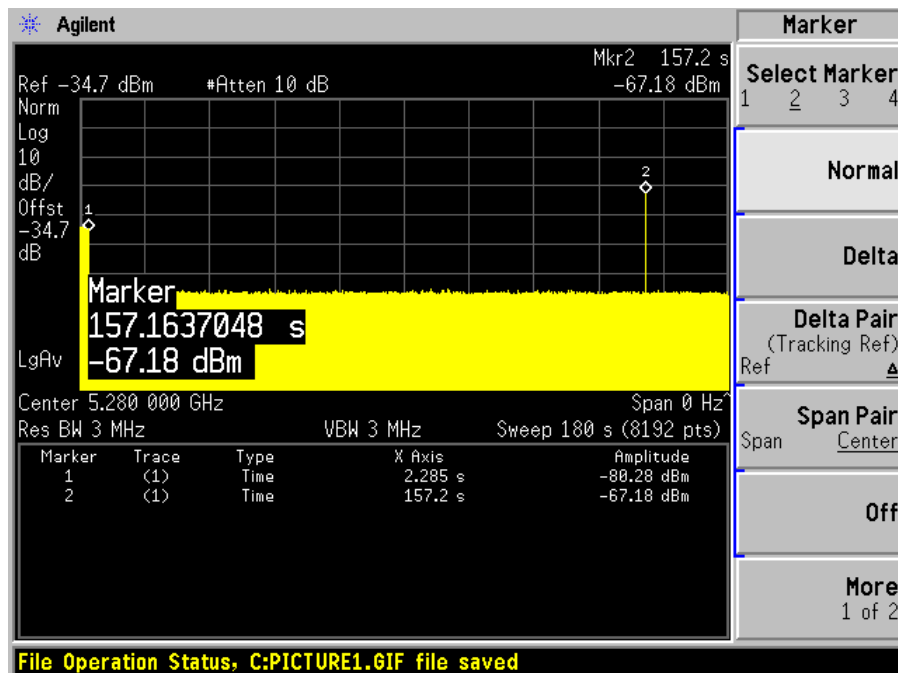 Agilent
Marker
Mkr2 157.2 s
Ref -34.7 dBm #Atten 10 dB -67.18 dBm
Norm
Log
10
dB/
Offst
-34.7
dB
1
2
Marker
157.1637048 s
-67.18 dBm
LgAv
Center 5.280 000 GHz Span 0 Hz^
Res BW 3 MHz VBW 3 MHz Sweep 180 s (8192 pts)
Marker Trace Type X Axis Amplitude
1 (1) Time 2.285 s -80.28 dBm
2 (1) Time 157.2 s -67.18 dBm
Select Marker
1 2 3 4
Normal
Delta
Delta Pair
(Tracking Ref)
Ref Δ
Span Pair
Span Center
Off
More
1 of 2
File Operation Status, C:PICTURE1.GIF file saved